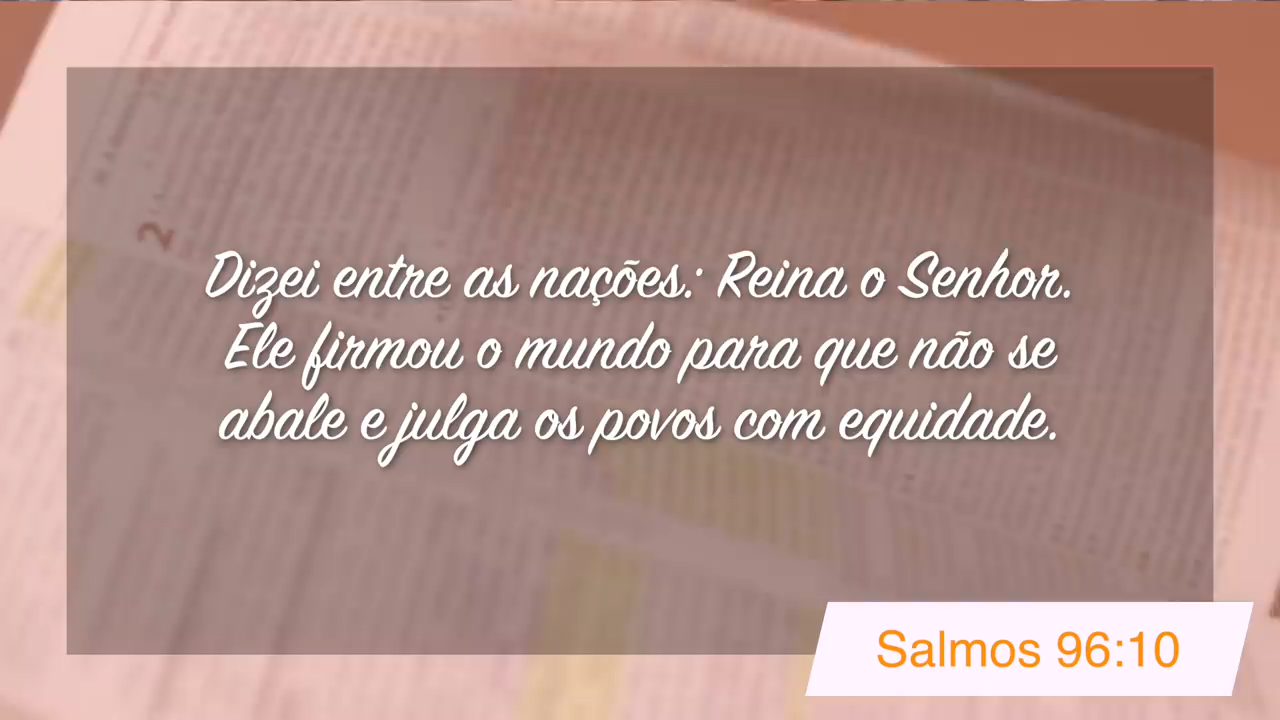 Dizei entre as nações: Reina o Senhor.
Ele firmou o mundo para que não se
abale e julga os povos com equidade.
Salmos 96:10
2